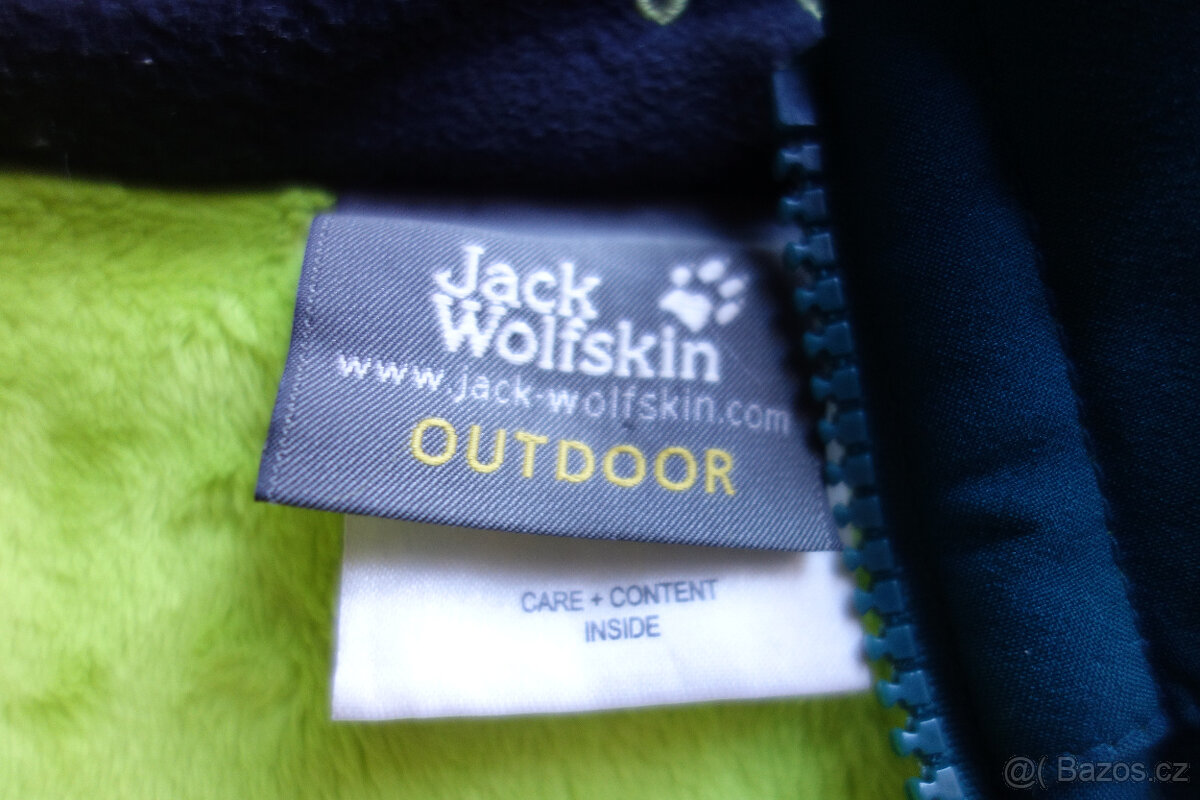 Jack
Wolfskin
www.jack-wolfskin.com
OUTDOOR
CARE + CONTENT
INSIDE
@( Bazos.cz